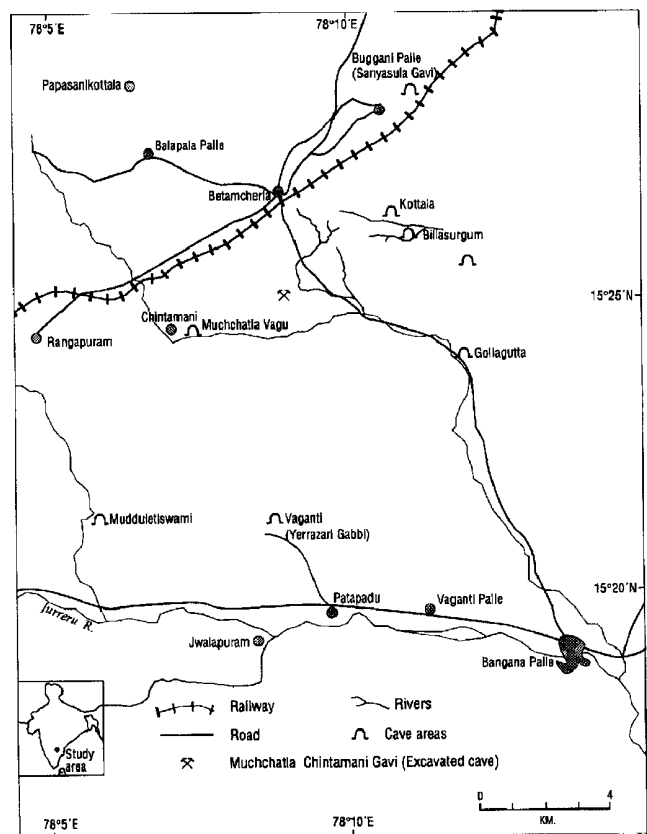 78°5'E
78°10'E
Buggani Palle
(Sanyasula Gavi)
Papasanikottala
Balapala Palle
Betamcherla
Kottala
Billasurgum
15°25'N
Chintamani
Muchchatla Vagu
Rangapuram
Gollagutta
Mudduletiswami
Vaganti
(Yerrazari Gabbi)
15°20'N
Patapadu
Vaganti Palle
Jurreru R.
Jwalapuram
Bangana Palle
Railway
Rivers
Road
Cave areas
Study
area
Muchchatla Chintamani Gavi (Excavated cave)
0
4
KM.
78°5'E
78°10'E